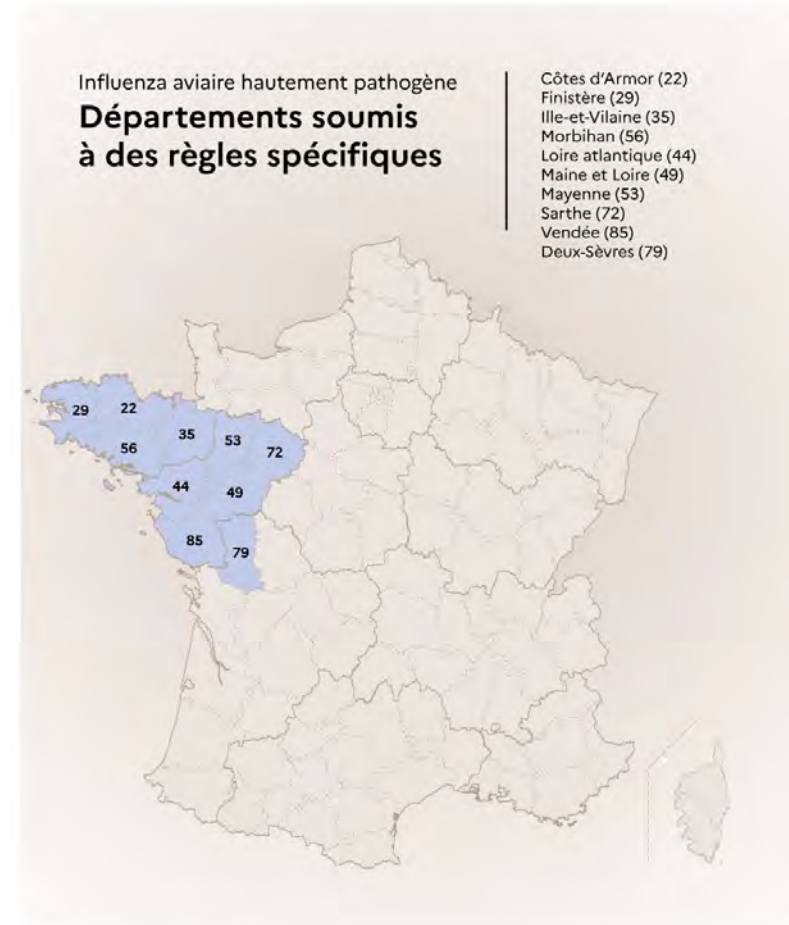 Influenza aviaire hautement pathogène
Départements soumis
à des règles spécifiques
Côtes d'Armor (22)
Finistère (29)
Ille-et-Vilaine (35)
Morbihan (56)
Loire atlantique (44)
Maine et Loire (49)
Mayenne (53)
Sarthe (72)
Vendée (85)
Deux-Sèvres (79)
29
22
35
53
56
72
44
49
85
79